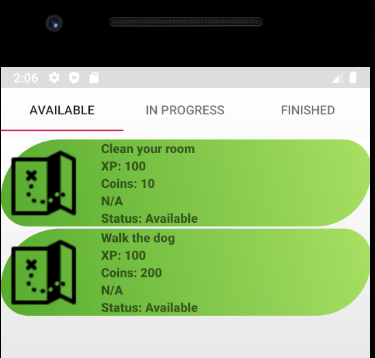 2:06
AVAILABLE
IN PROGRESS
FINISHED
Clean your room
XP: 100
Coins: 10
N/A
Status: Available
Walk the dog
XP: 100
Coins: 200
N/A
Status: Available